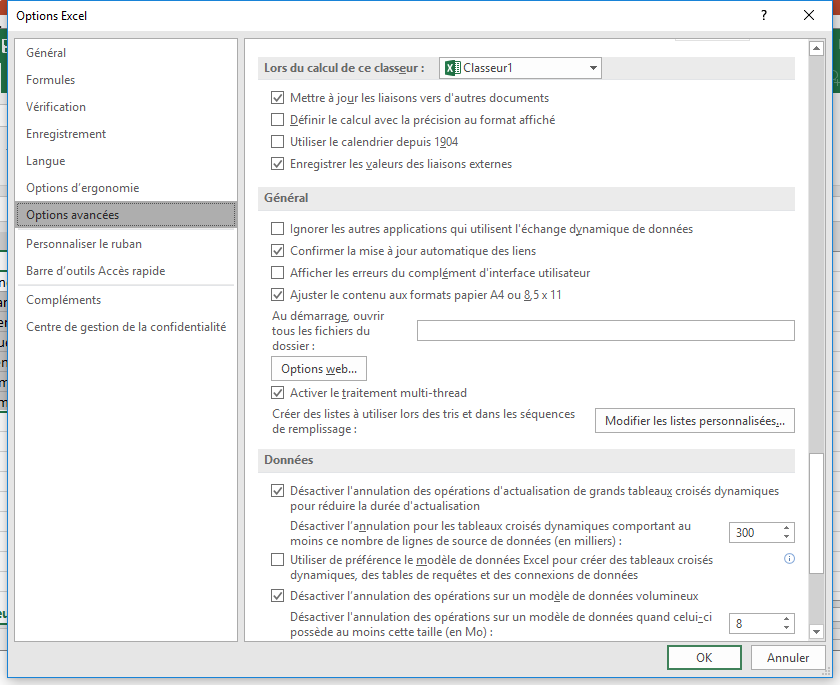 Options Excel
?
Général
Formules
Vérification
Enregistrement
Langue
Options d'ergonomie
Options avancées
Personnaliser le ruban
Barre d'outils Accès rapide
Compléments
Centre de gestion de la confidentialité
Lors du calcul de ce classeur :
Classeur1
Mettre à jour les liaisons vers d'autres documents
Définir le calcul avec la précision au format affiché
Utiliser le calendrier depuis 1904
Enregistrer les valeurs des liaisons externes
Général
Ignorer les autres applications qui utilisent l'échange dynamique de données
Confirmer la mise à jour automatique des liens
Afficher les erreurs du complément d'interface utilisateur
Ajuster le contenu aux formats papier A4 ou 8,5 x 11
Au démarrage, ouvrir
tous les fichiers du
dossier :
Options web...
Activer le traitement multi-thread
Créer des listes à utiliser lors des tris et dans les séquences
de remplissage :
Modifier les listes personnalisées...
Données
Désactiver l'annulation des opérations d'actualisation de grands tableaux croisés dynamiques
pour réduire la durée d'actualisation
Désactiver l'annulation pour les tableaux croisés dynamiques comportant au
moins ce nombre de lignes de source de données (en milliers) :
300
Utiliser de préférence le modèle de données Excel pour créer des tableaux croisés
dynamiques, des tables de requêtes et des connexions de données
Désactiver l'annulation des opérations sur un modèle de données volumineux
Désactiver l'annulation des opérations sur un modèle de données quand celui-ci
possède au moins cette taille (en Mo) :
8
OK
Annuler